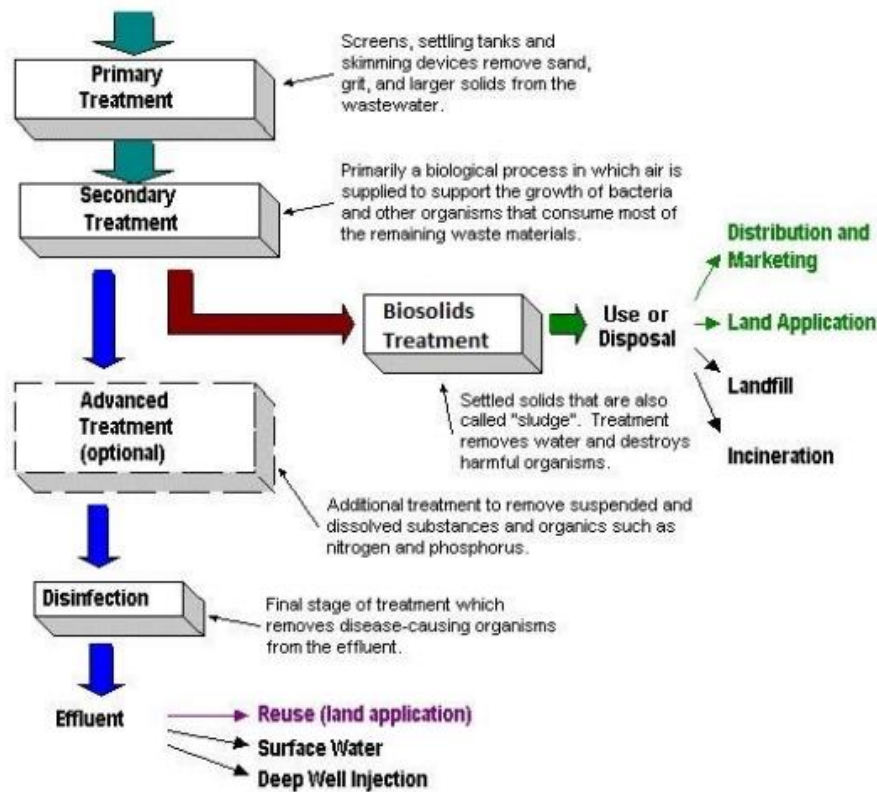 Primary
Treatment
Screens, settling tanks and
skimming devices remove sand,
grit, and larger solids from the
wastewater.
Secondary
Treatment
Primarily a biological process in which air is
supplied to support the growth of bacteria
and other organisms that consume most of
the remaining waste materials.
Biosolids
Treatment
Use or
Disposal
Distribution and
Marketing
Land Application
Landfill
Incineration
Settled solids that are also
called "sludge". Treatment
removes water and destroys
harmful organisms.
Advanced
Treatment
(optional)
Additional treatment to remove suspended and
dissolved substances and organics such as
nitrogen and phosphorus.
Disinfection
Final stage of treatment which
removes disease-causing organisms
from the effluent.
Effluent
Reuse (land application)
Surface Water
Deep Well Injection